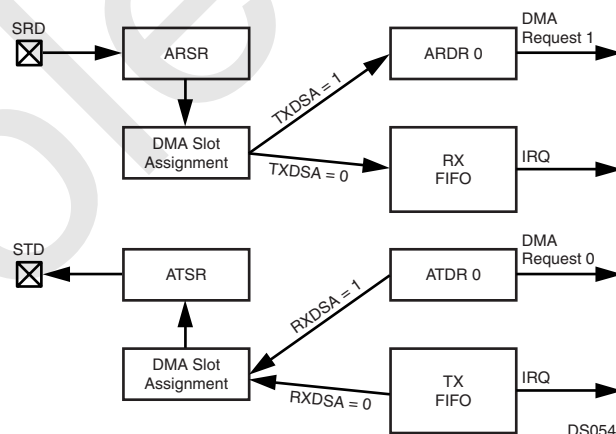 SRD
ARSR
ARDR 0
DMA
Request 1
TXDSA = 1
DMA Slot
Assignment
TXDSA = 0
RX
FIFO
IRQ
STD
ATSR
ATDR 0
DMA
Request 0
RXDSA = 1
DMA Slot
Assignment
RXDSA = 0
TX
FIFO
IRQ
DS054